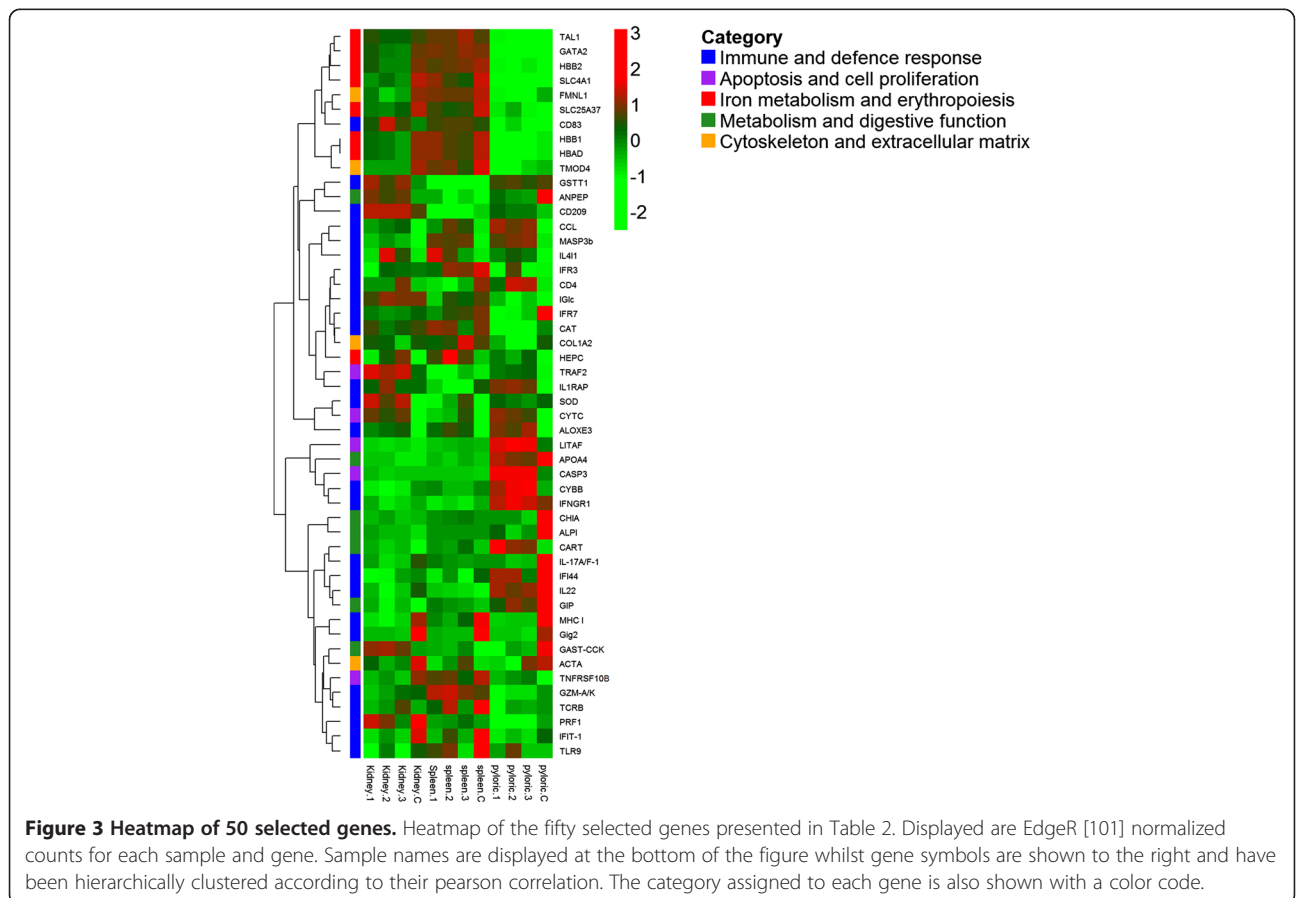 TAL1
GATA2
HBB2
SLC4A1
FMNL1
SLC25A37
CD83
HBB1
HBAD
TMOD4
GSTT1
ANPEP
CD209
CCL
MASP3b
IL4I1
IFR3
CD4
IGlc
IFR7
CAT
COL1A2
HEPC
TRAF2
IL1RAP
SOD
CYTC
ALOXE3
LITAF
APOA4
CASP3
CYBB
IFNGR1
CHIA
ALPI
CART
IL-17A/F-1
IFI44
IL22
GIP
MHC I
Gig2
GAST-CCK
ACTA
TNFRSF10B
GZM-A/K
TCRB
PRF1
IFIT-1
TLR9
3
2
1
0
-1
-2
Category
Immune and defence response
Apoptosis and cell proliferation
Iron metabolism and erythropoiesis
Metabolism and digestive function
Cytoskeleton and extracellular matrix
Kidney.1
Kidney.2
Kidney.3
Kidney.C
Spleen.1
spleen.2
spleen.3
spleen.C
pyloric.1
pyloric.2
pyloric.3
pyloric.C
Figure 3 Heatmap of 50 selected genes. Heatmap of the fifty selected genes presented in Table 2. Displayed are EdgeR [101] normalized
counts for each sample and gene. Sample names are displayed at the bottom of the figure whilst gene symbols are shown to the right and have
been hierarchically clustered according to their pearson correlation. The category assigned to each gene is also shown with a color code.